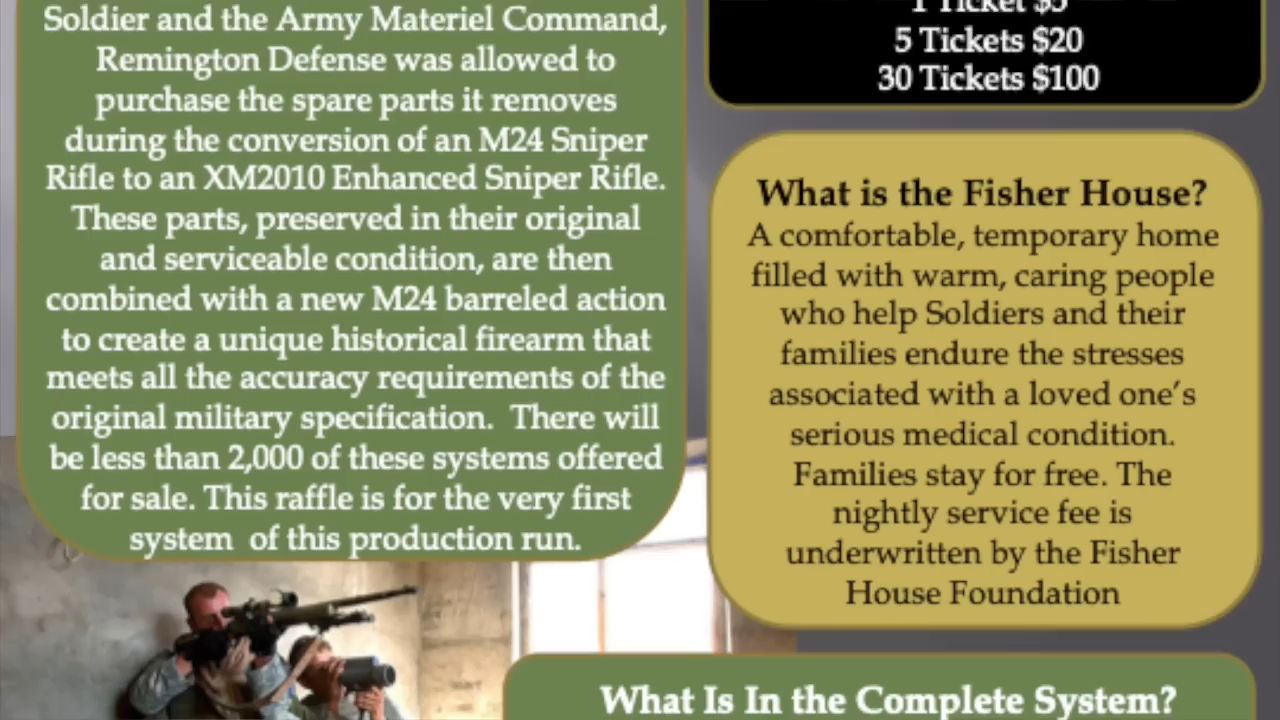 Soldier and the Army Materiel Command,
Remington Defense was allowed to
purchase the spare parts it removes
during the conversion of an M24 Sniper
Rifle to an XM2010 Enhanced Sniper Rifle.
These parts, preserved in their original
and serviceable condition, are then
combined with a new M24 barreled action
to create a unique historical firearm that
meets all the accuracy requirements of the
original military specification.  There will
be less than 2,000 of these systems offered
for sale. This raffle is for the very first
system  of this production run.
1 Ticket $5
5 Tickets $20
30 Tickets $100
What is the Fisher House?
A comfortable, temporary home
filled with warm, caring people
who help Soldiers and their
families endure the stresses
associated with a loved one's
serious medical condition.
Families stay for free. The
nightly service fee is
underwritten by the Fisher
House Foundation
What Is In the Complete System?